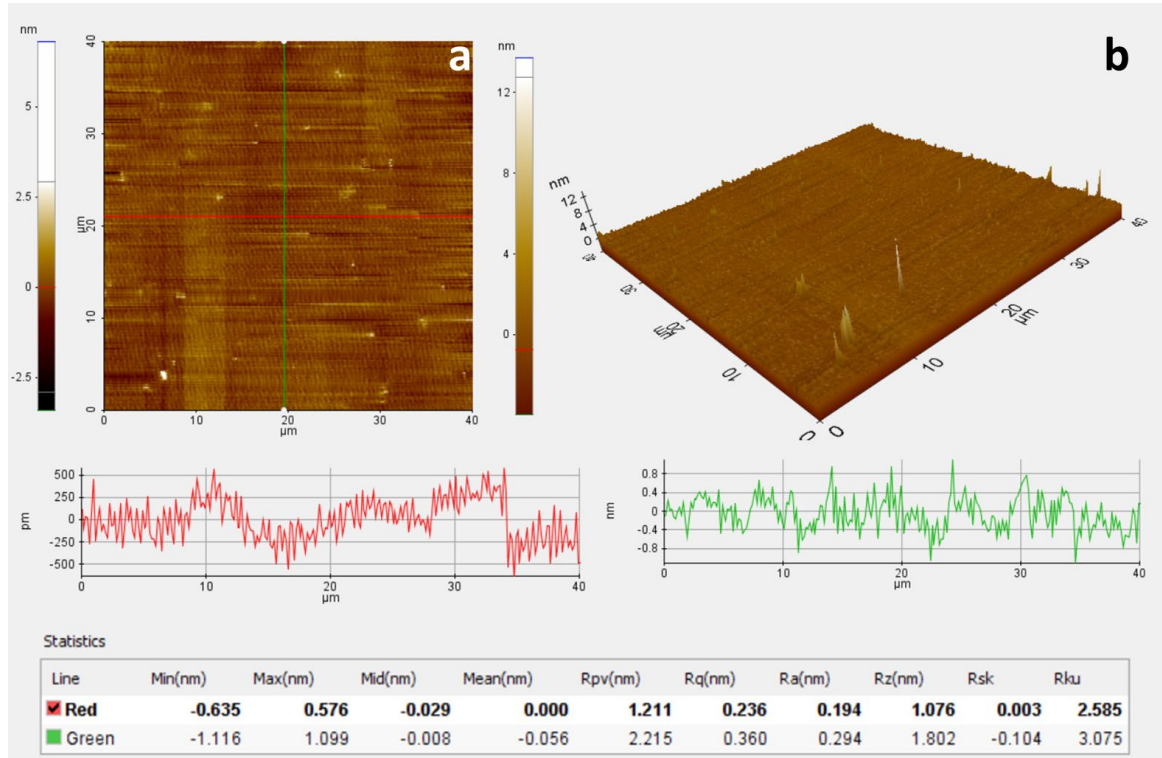 nm
5
2.5
0
-2.5
a
40
30
20
10
0
μm
0 10 20 30 40
μm
nm
12
8
4
0
b
nm
12
8
4
0
40
30
20
10
0
μm
0
10
20
30
40
μm
500
250
0
-250
-500
pm
0 10 20 30 40
μm
0.8
0.4
0
-0.4
-0.8
nm
0 10 20 30 40
μm
Statistics
Line Min(nm) Max(nm) Mid(nm) Mean(nm) Rpv(nm) Rq(nm) Ra(nm) Rz(nm) Rsk Rku
Red -0.635 0.576 -0.029 0.000 1.211 0.236 0.194 1.076 0.003 2.585
Green -1.116 1.099 -0.008 -0.056 2.215 0.360 0.294 1.802 -0.104 3.075